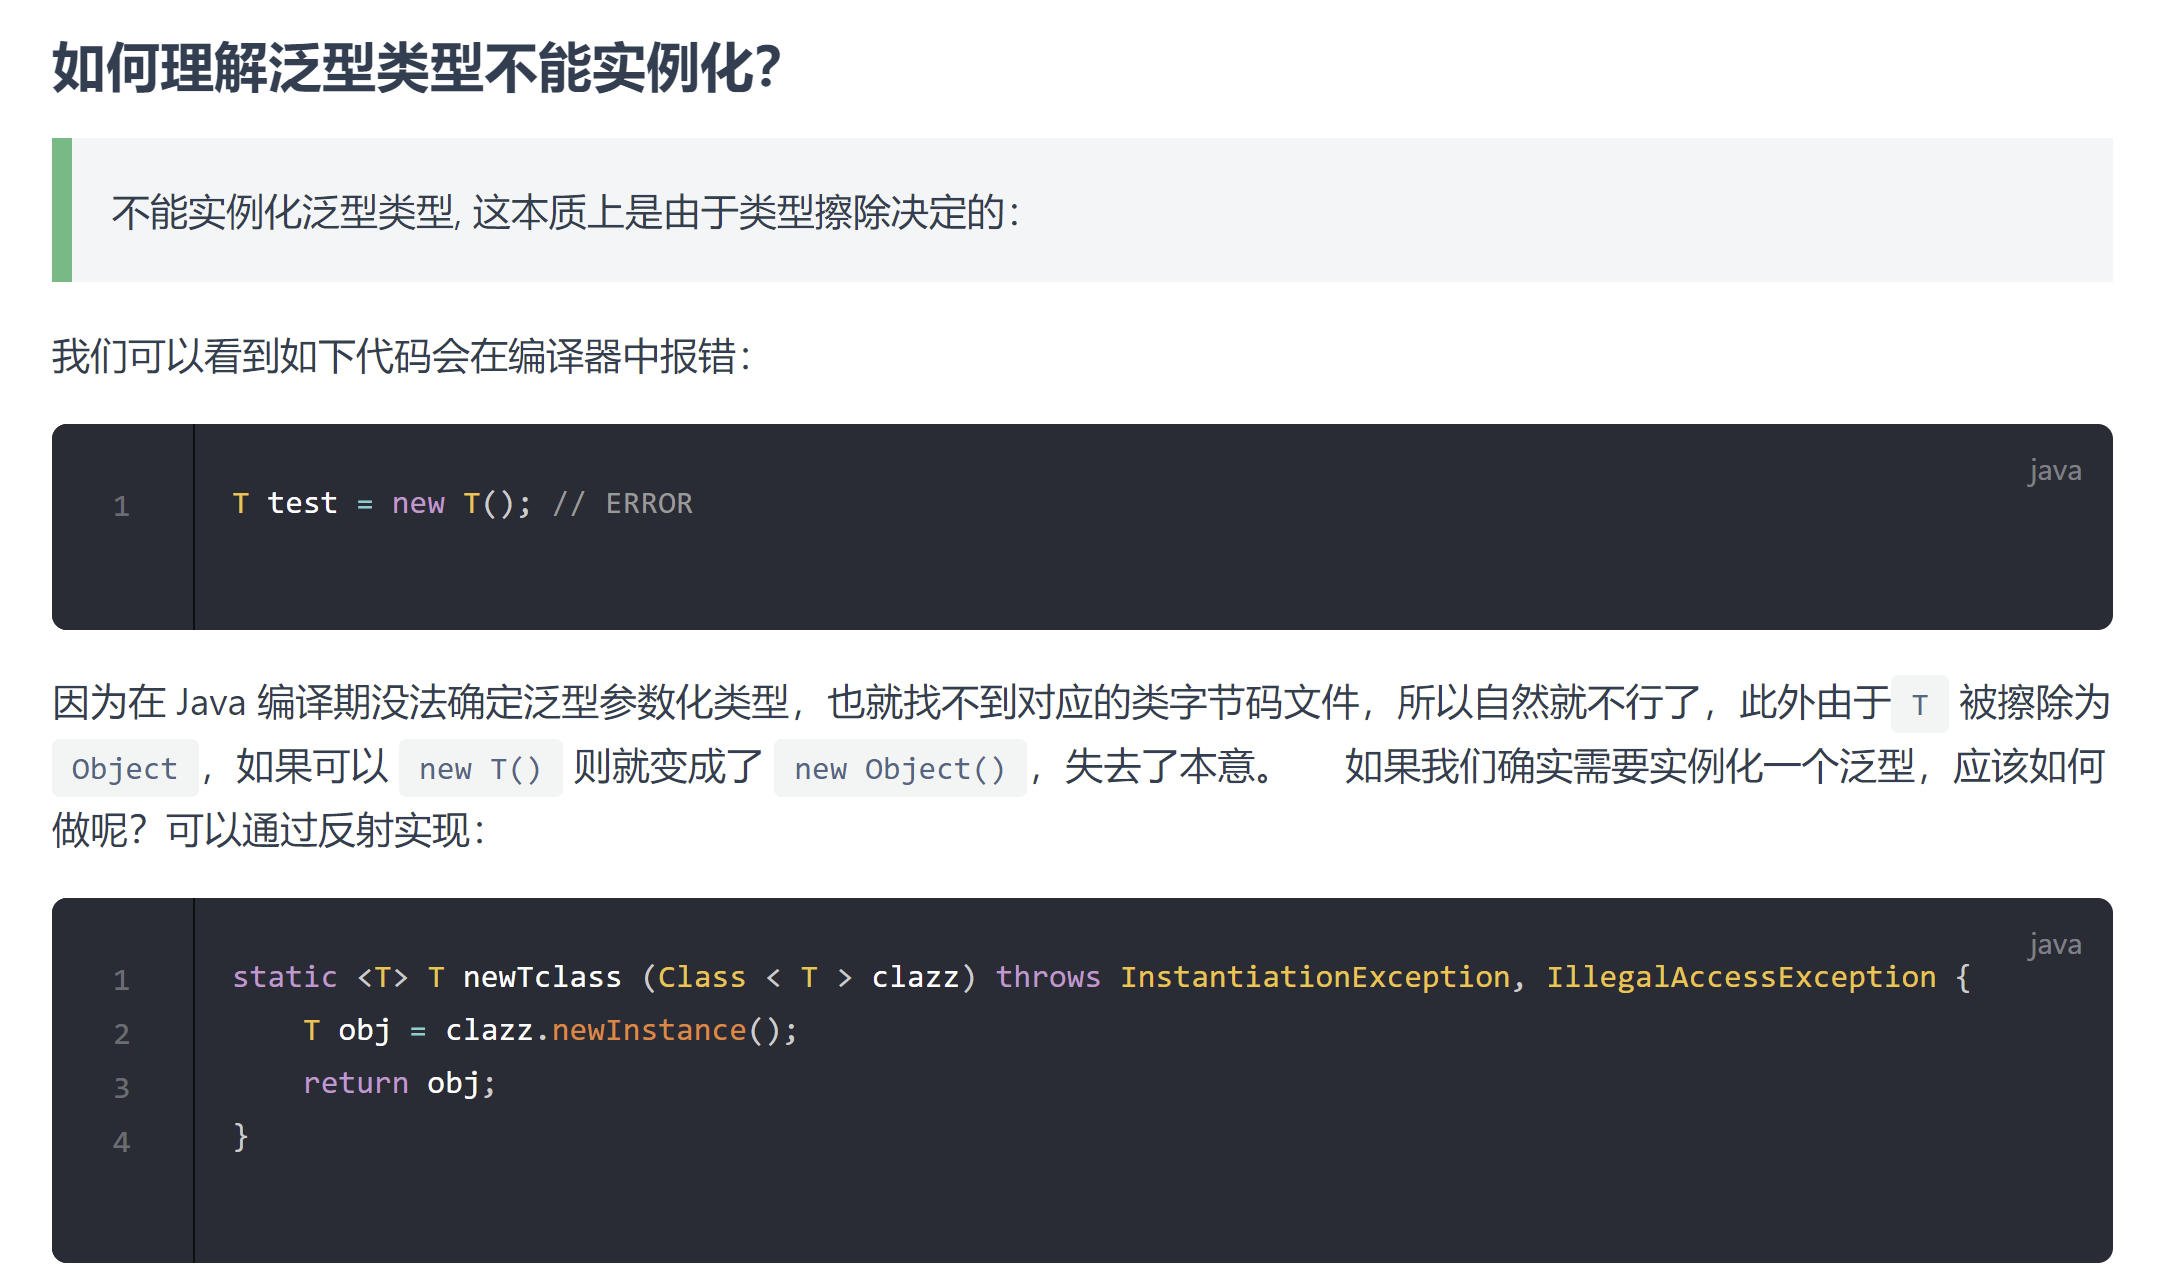 如何理解泛型类型不能实例化？
不能实例化泛型类型, 这本质上是由于类型擦除决定的：
我们可以看到如下代码会在编译器中报错：
java
1 T test = new T(); // ERROR
因为在 Java 编译期没法确定泛型参数化类型，也就找不到对应的类字节码文件，所以自然就不行了，此外由于 T 被擦除为
Object ，如果可以 new T() 则就变成了 new Object() ，失去了本意。 如果我们确实需要实例化一个泛型，应该如何
做呢？可以通过反射实现：
java
1 static <T> T newTclass (Class < T > clazz) throws InstantiationException, IllegalAccessException {
2     T obj = clazz.newInstance();
3     return obj;
4 }